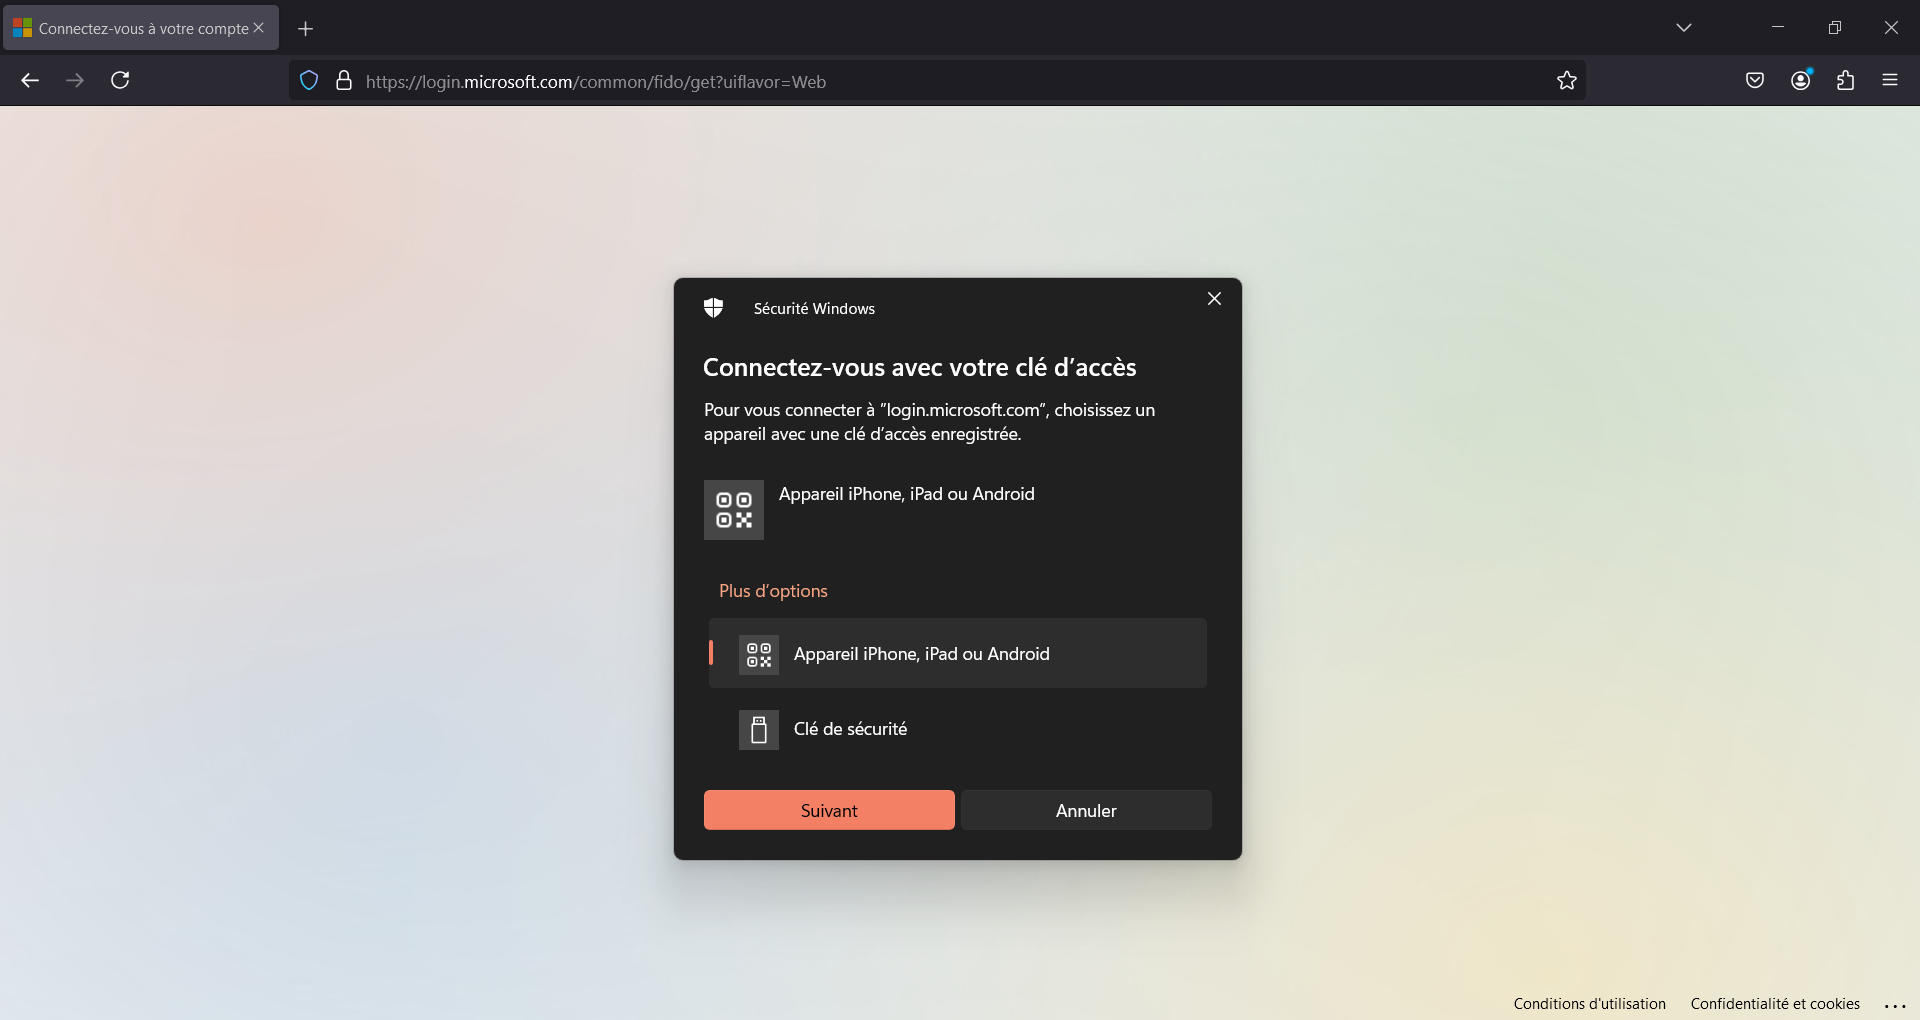 Connectez-vous à votre compte
https://login.microsoft.com/common/fido/get?uiflavor=Web
Sécurité Windows
Connectez-vous avec votre clé d’accès
Pour vous connecter à "login.microsoft.com", choisissez un
appareil avec une clé d’accès enregistrée.
Appareil iPhone, iPad ou Android
Plus d’options
Appareil iPhone, iPad ou Android
Clé de sécurité
Suivant
Annuler
Conditions d'utilisation
Confidentialité et cookies
...